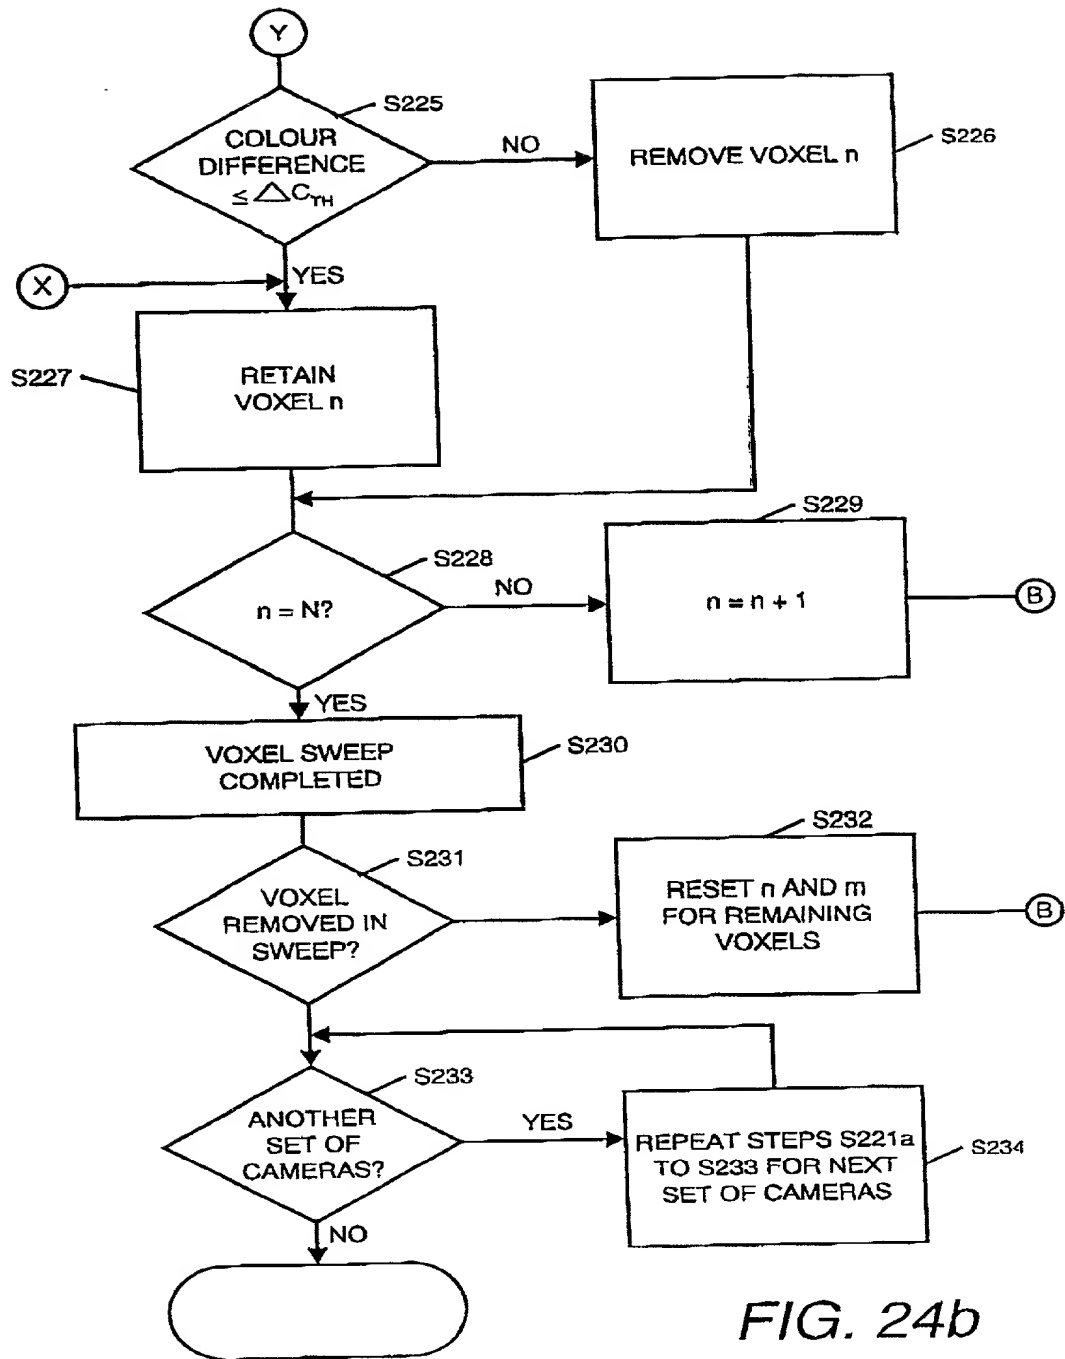 Y
S225
COLOUR
DIFFERENCE
≤ △C_TH
NO
REMOVE VOXEL n
S226
X
YES
S227
RETAIN
VOXEL n
S228
n = N?
NO
S229
n = n + 1
B
YES
VOXEL SWEEP
COMPLETED
S230
S231
VOXEL
REMOVED IN
SWEEP?
S232
RESET n AND m
FOR REMAINING
VOXELS
B
S233
ANOTHER
SET OF
CAMERAS?
YES
REPEAT STEPS S221a
TO S233 FOR NEXT
SET OF CAMERAS
S234
NO
FIG. 24b